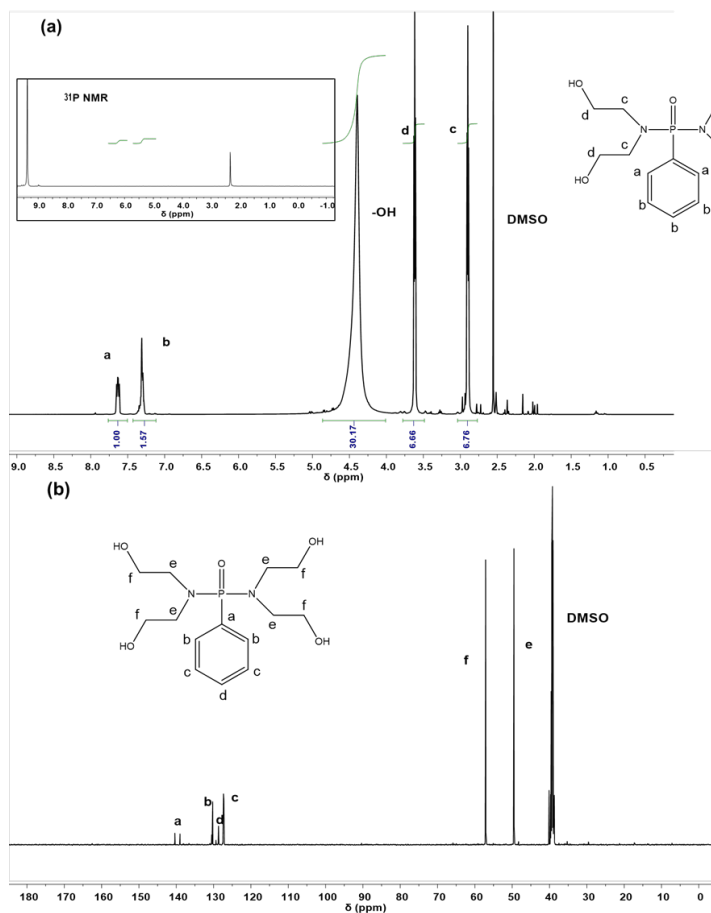 (a)
31P NMR
9.0 8.0 7.0 6.0 5.0 4.0 3.0 2.0 1.0 0.0 -1.0
δ (ppm)
-OH
d
c
DMSO
a
b
HO
d
c
O
N
P
N
c
d
HO
a
a
b
b
b
1.00
1.57
30.17
6.66
6.76
9.0 8.5 8.0 7.5 7.0 6.5 6.0 5.5 5.0 4.5 4.0 3.5 3.0 2.5 2.0 1.5 1.0 0.5
δ (ppm)
(b)
HO
f
e
O
e
OH
f
N
P
N
f
e
a
e
f
HO
OH
b
b
c
c
d
DMSO
f
e
a
b
d
c
180 170 160 150 140 130 120 110 100 90 80 70 60 50 40 30 20 10 0
δ (ppm)